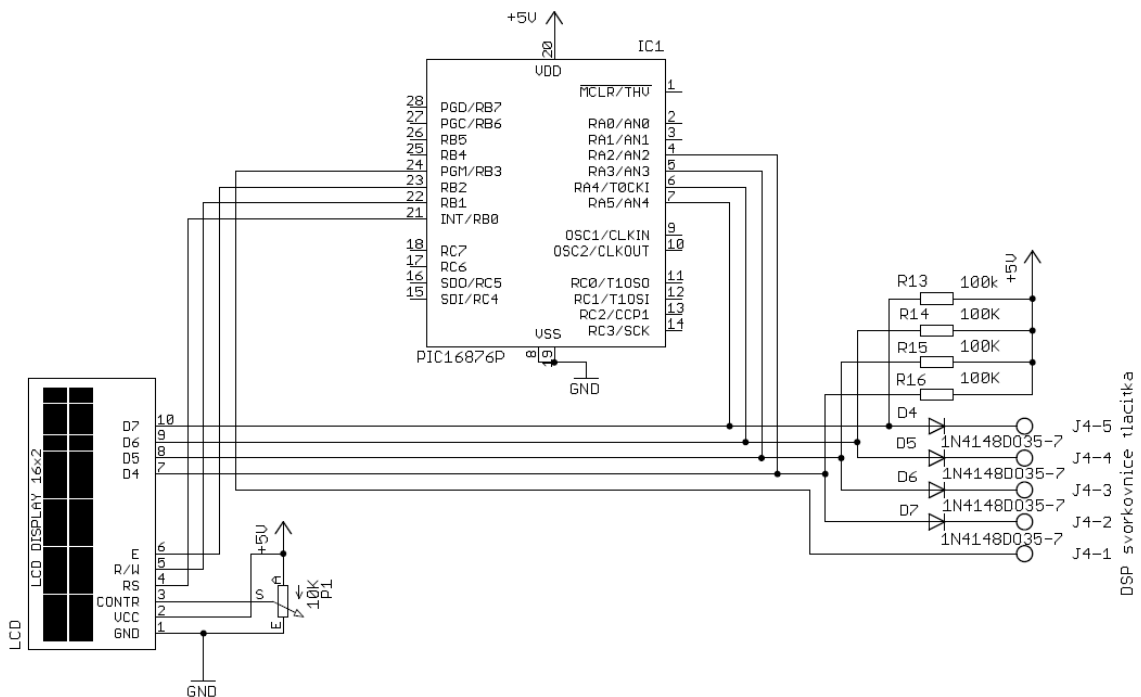 +5V
20
VDD
IC1
MCLR/THV
1
28
PGD/RB7
27
PGC/RB6
26
RB5
25
RB4
24
PGM/RB3
23
RB2
22
RB1
21
INT/RB0
18
RC7
17
RC6
16
SDO/RC5
15
SDI/RC4
RA0/AN0
2
RA1/AN1
3
RA2/AN2
4
RA3/AN3
5
RA4/T0CKI
6
RA5/AN4
7
OSC1/CLKIN
9
OSC2/CLKOUT
10
RC0/T1OSO
11
RC1/T1OSI
12
RC2/CCP1
13
RC3/SCK
14
VSS
8
19
PIC16876P
GND
+5V
R13
100k
R14
100K
R15
100K
R16
100K
D4
1N4148DO35-7
J4-5
D5
1N4148DO35-7
J4-4
D6
1N4148DO35-7
J4-3
D7
1N4148DO35-7
J4-2
J4-1
DSP svorkovnice tlacitka
LCD DISPLAY 16x2
LCD
D7
10
D6
9
D5
8
D4
7
E
6
R/W
5
RS
4
CONTR
3
VCC
2
GND
1
+5V
A
S
E
10K
P1
GND